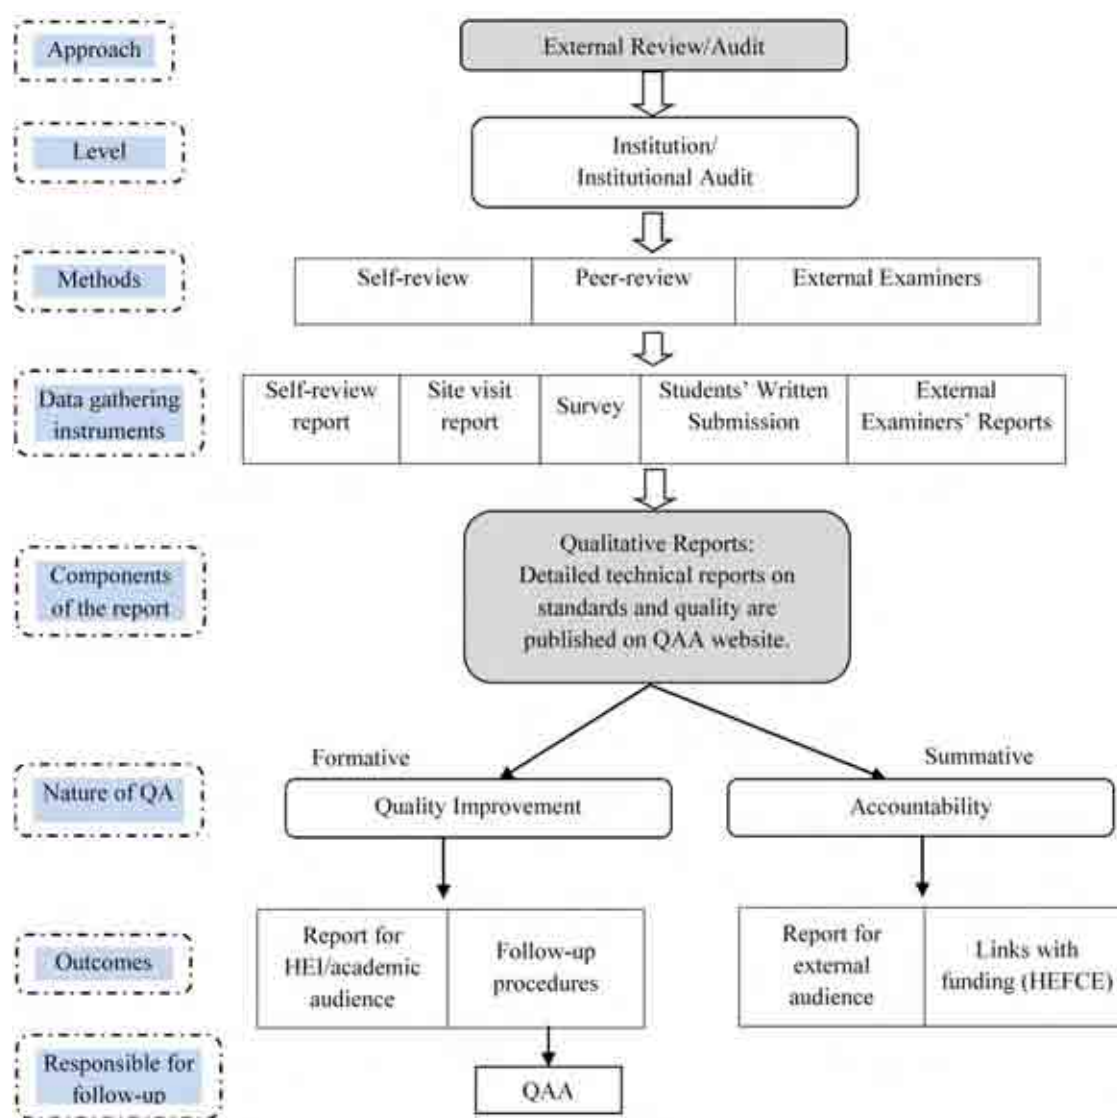 Approach
External Review/Audit
Level
Institution/
Institutional Audit
Methods
Self-review
Peer-review
External Examiners
Data gathering
instruments
Self-review
report
Site visit
report
Survey
Students’ Written
Submission
External
Examiners’ Reports
Components
of the report
Qualitative Reports:
Detailed technical reports on
standards and quality are
published on QAA website.
Nature of QA
Formative
Quality Improvement
Summative
Accountability
Outcomes
Report for
HEI/academic
audience
Follow-up
procedures
Report for
external
audience
Links with
funding (HEFCE)
Responsible for
follow-up
QAA